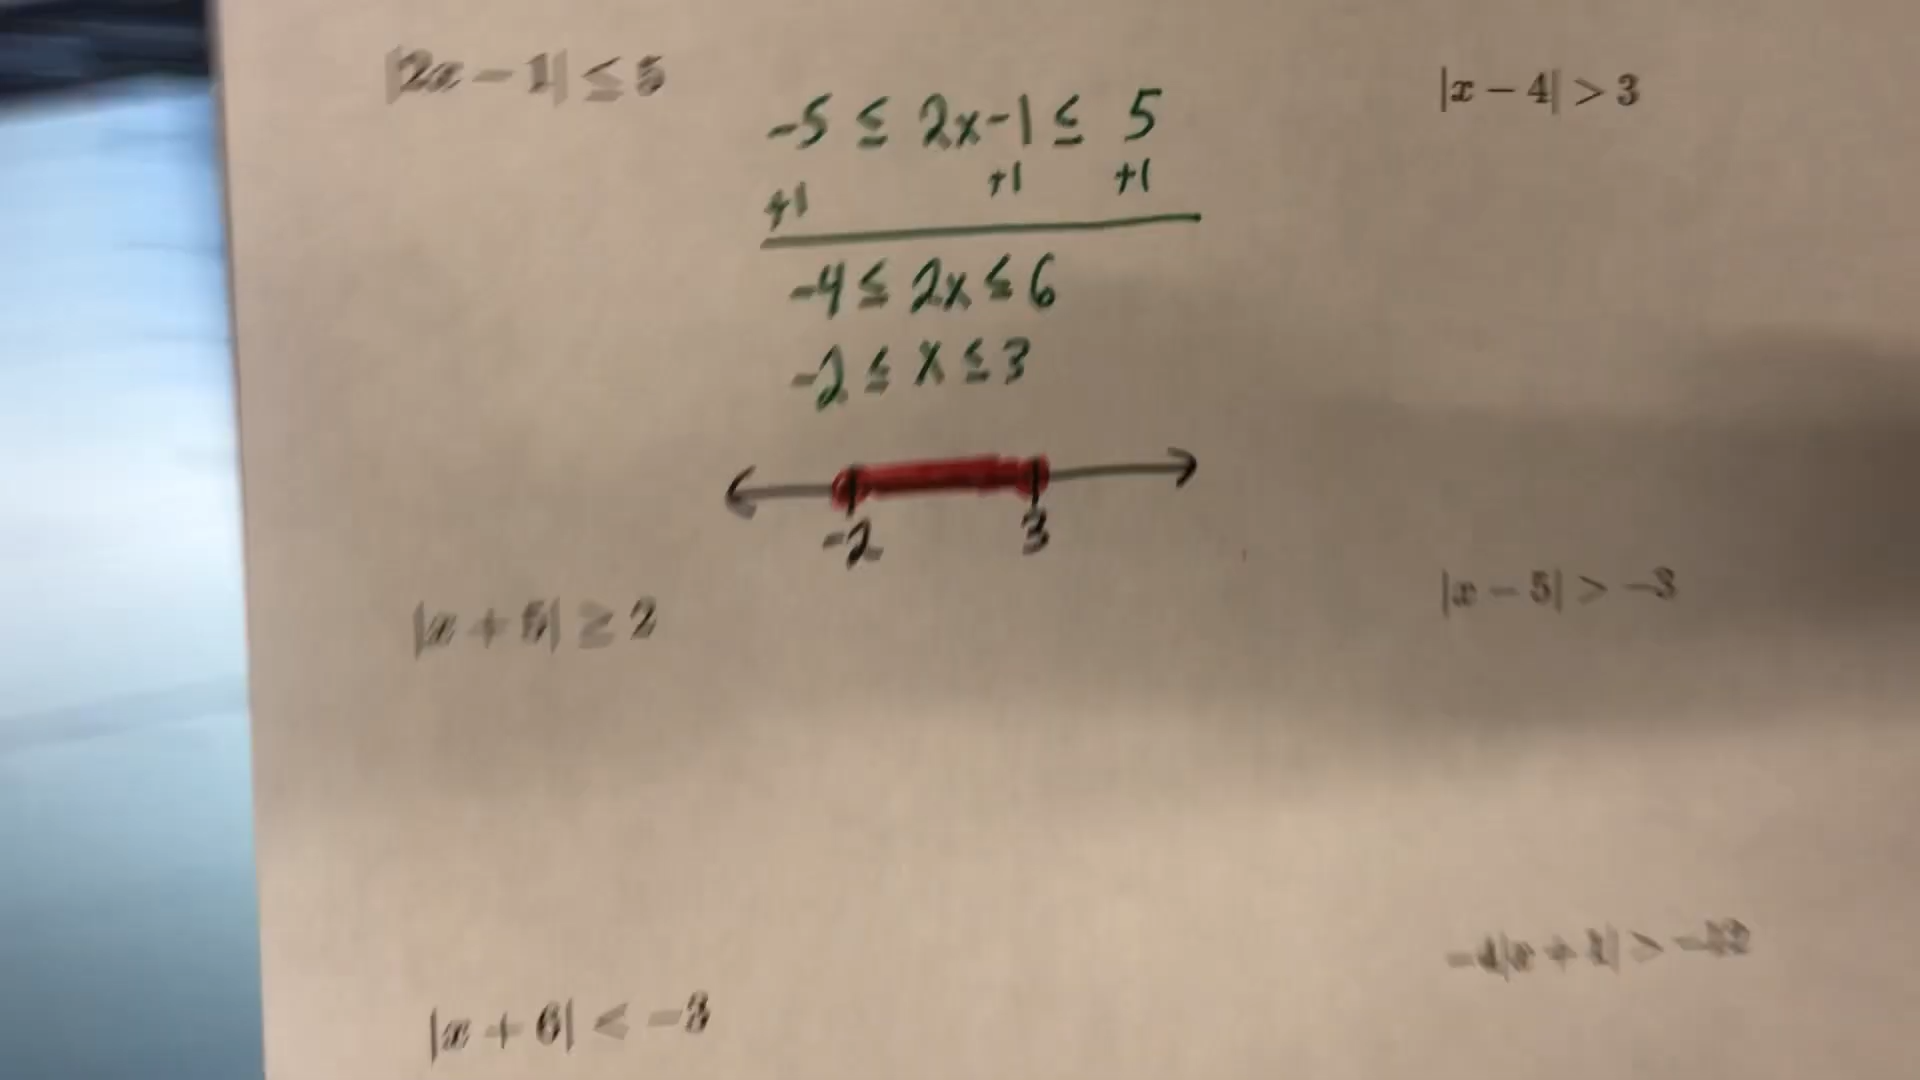 |2x − 1| ≤ 5
-5 ≤ 2x-1 ≤ 5
+1 +1 +1
-4 ≤ 2x ≤ 6
-2 ≤ x ≤ 3
-2 3
|x − 4| > 3
|x + 5| ≥ 2
|x − 5| > −3
|x + 6| < −3